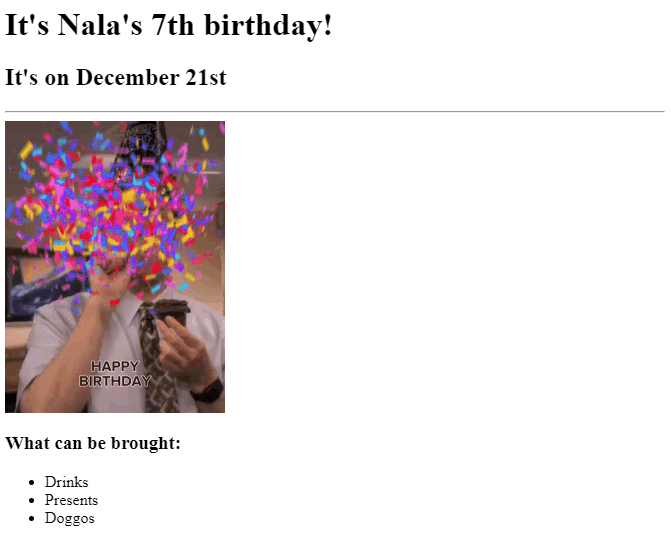 It's Nala's 7th birthday!
It's on December 21st
HAPPY
BIRTHDAY
What can be brought:
Drinks
Presents
Doggos